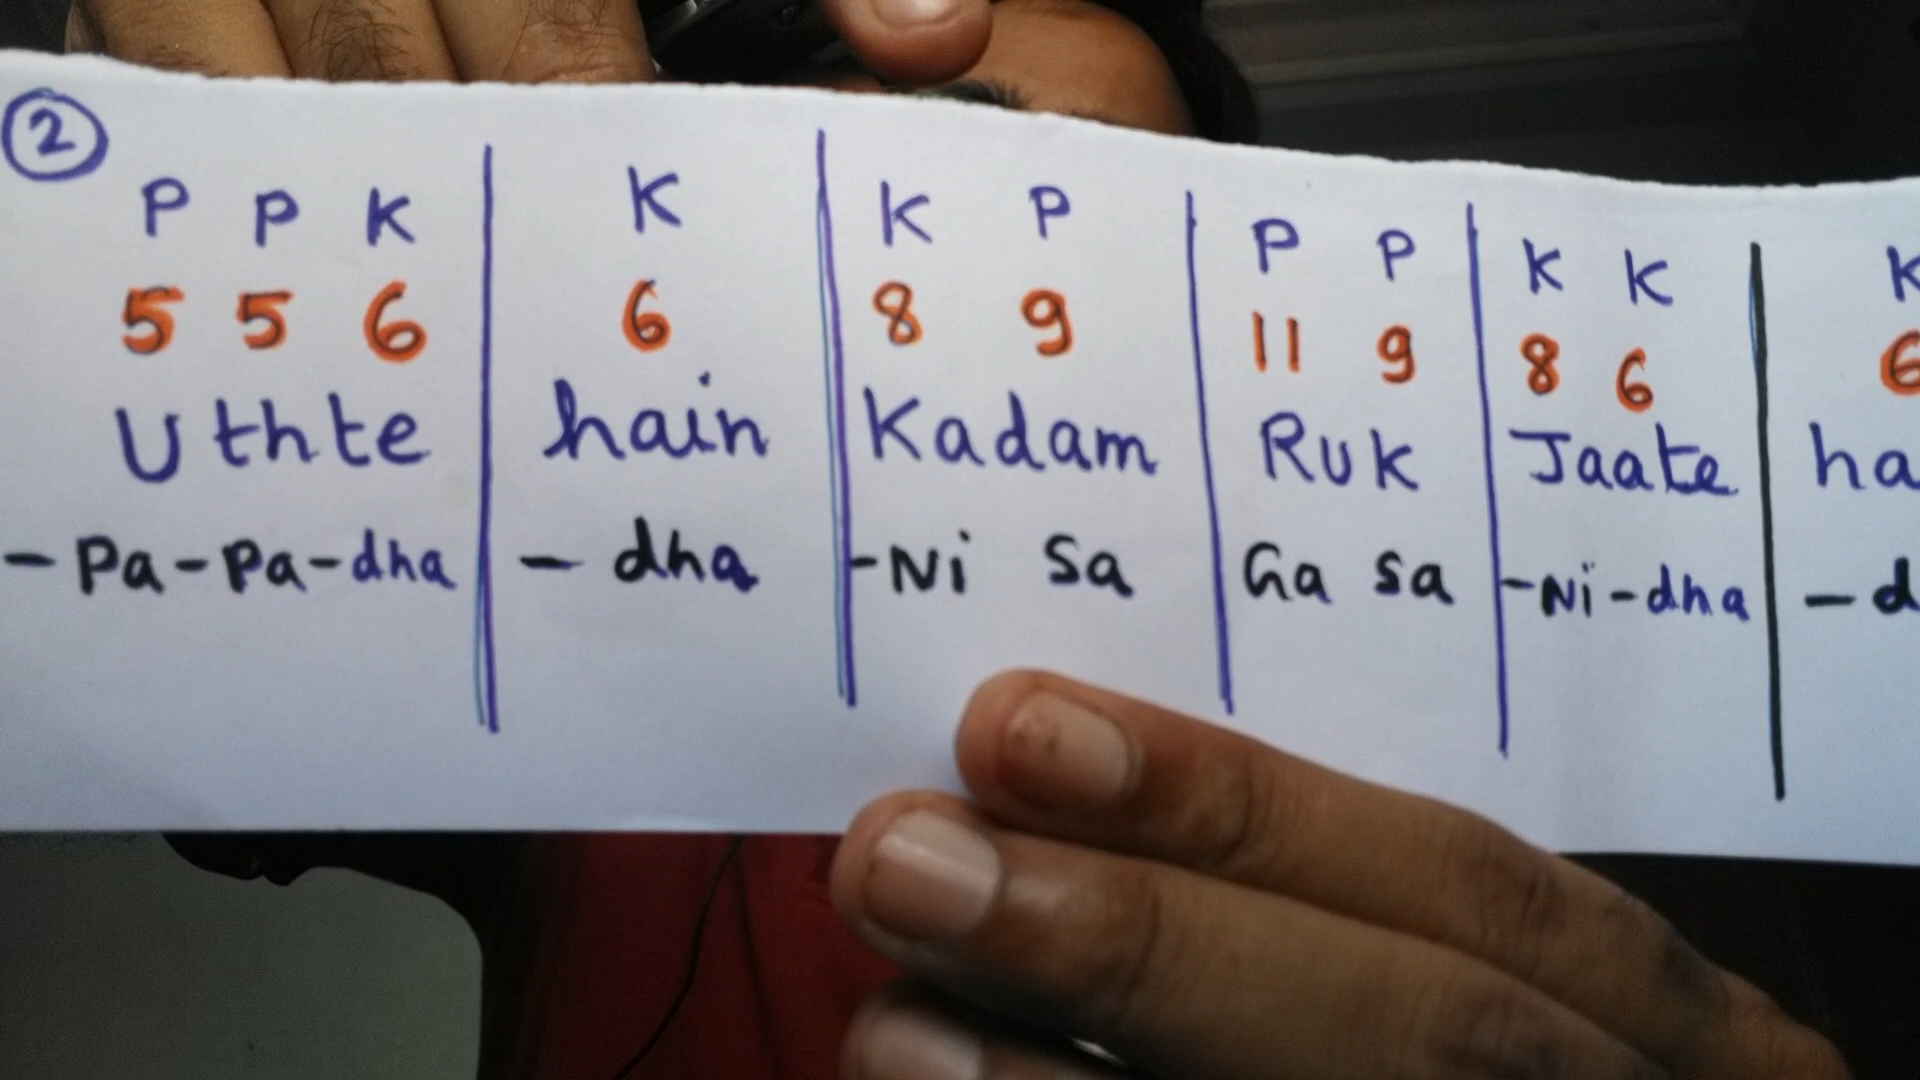 2
P P K | K | K P | P P | K K | K
5 5 6 | 6 | 8 9 | 11 9 | 8 6 | 6
Uthte | hain | Kadam | Ruk | Jaate | ha
-Pa-Pa-dha | - dha | -Ni Sa | Ga sa | -Ni-dha | - d